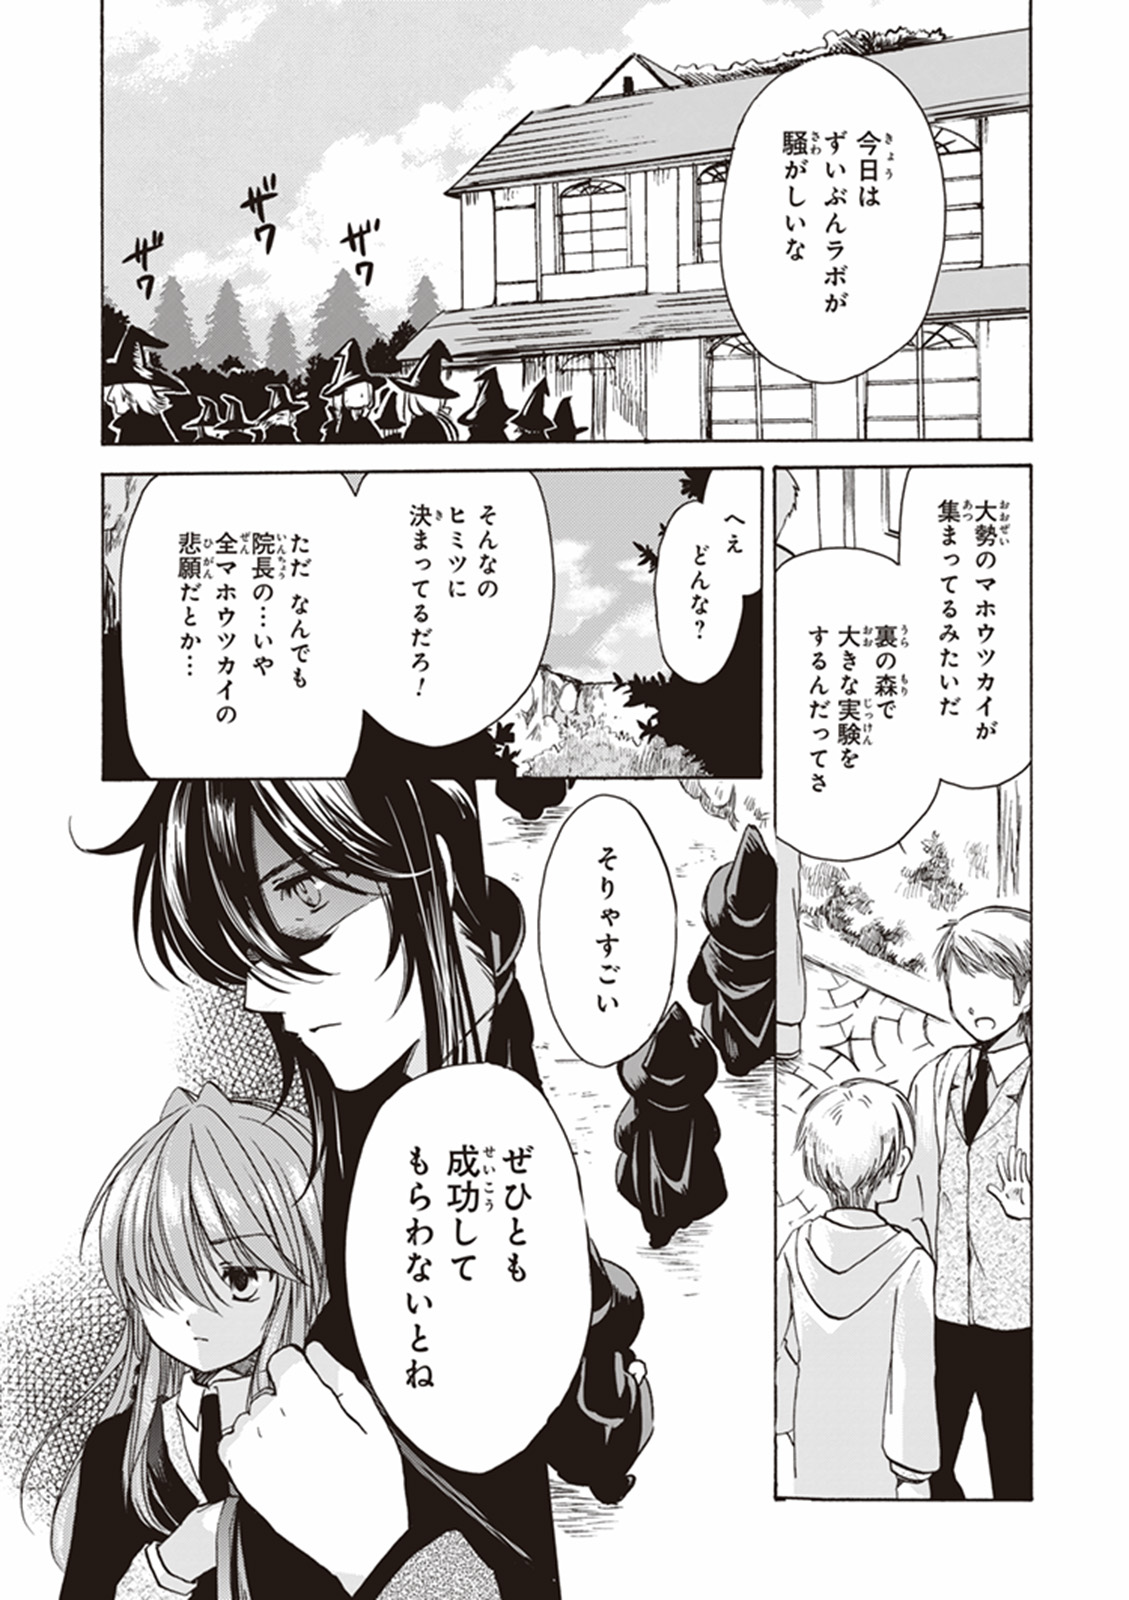 今日は
ずいぶんラボが
騒がしいな
ザワ
ザワ
ザワ
大勢のマホウツカイが
集まってるみたいだ
裏の森で
大きな実験を
するんだってさ
へぇ
どんな?
そんなの
ヒミツに
決まってるだろ!
ただ なんでも
院長の…いや
全マホウツカイの
悲願だとか…
そりゃすごい
ぜひとも
成功して
もらわないとね